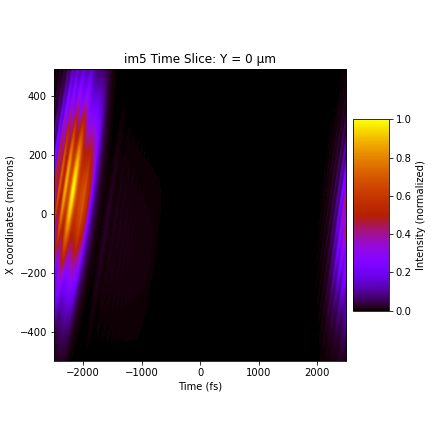 im5 Time Slice: Y = 0 μm
400
200
0
−200
−400
X coordinates (microns)
−2000 −1000 0 1000 2000
Time (fs)
1.0
0.8
0.6
0.4
0.2
0.0
Intensity (normalized)